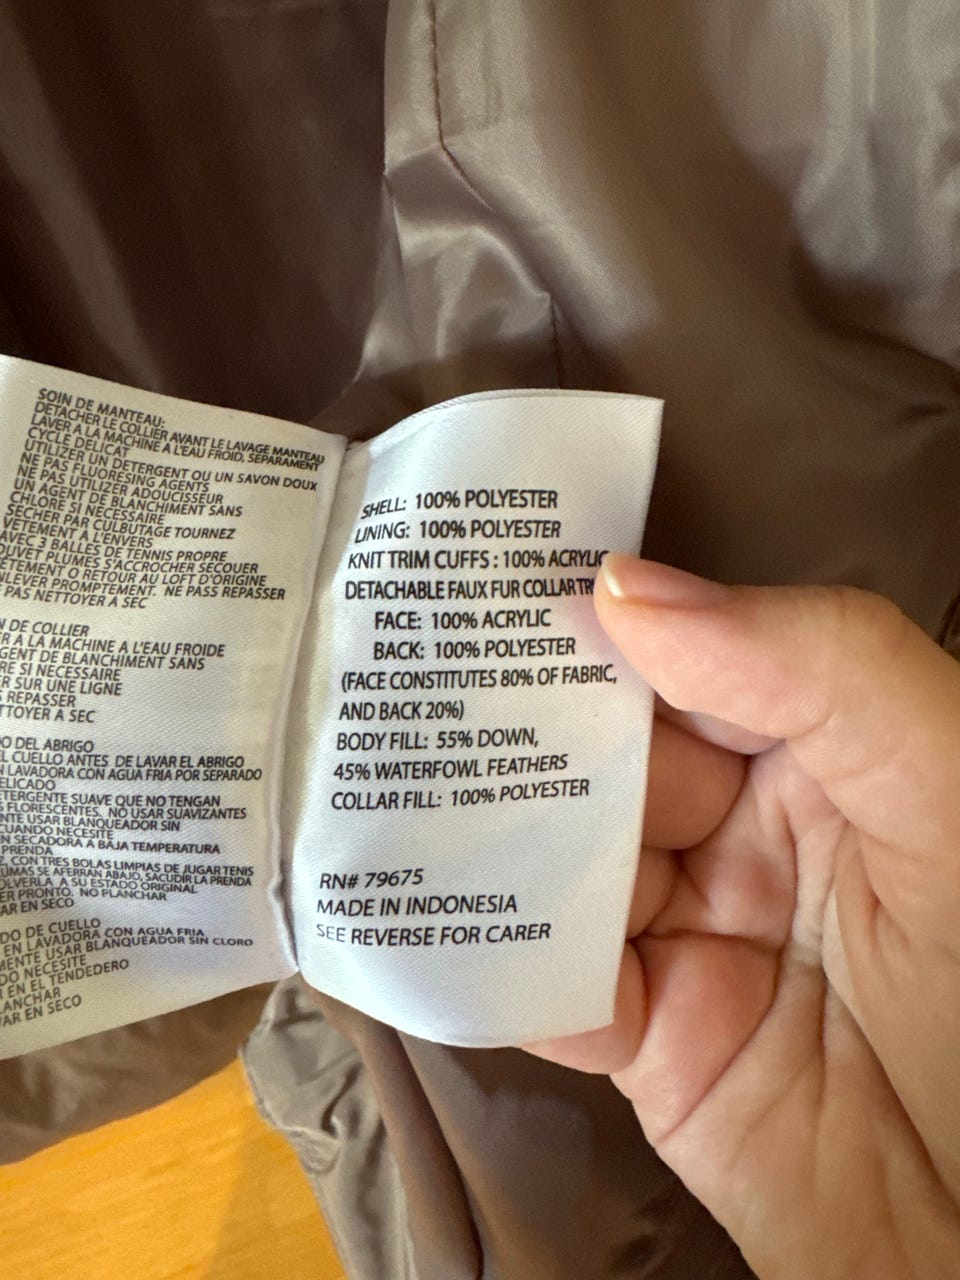 SOIN DE MANTEAU:
DETACHER LE COLLIER AVANT LE LAVAGE MANTEAU
LAVER A LA MACHINE A L'EAU FROID, SEPARAMENT
CYCLE DELICAT
UTILIZER UN DETERGENT OU UN SAVON DOUX
NE PAS FLUORESING AGENTS
NE PAS UTILIZER ADOUCISSEUR
UN AGENT DE BLANCHIMENT SANS
CHLORE SI NECESSAIRE
SECHER PAR CULBUTAGE TOURNEZ
VETEMENT A L'ENVERS
AVEC 3 BALLES DE TENNIS PROPRE
PLUMES S'ACCROCHER SECOUER
O RETOUR AU LOFT D'ORIGINE
PROMPTEMENT. NE PASS REPASSER
PAS NETTOYER A SEC
DE COLLIER
A LA MACHINE A L'EAU FROIDE
DE BLANCHIMENT SANS
SI NECESSAIRE
SUR UNE LIGNE
REPASSER
A SEC
DEL ABRIGO
CUELLO ANTES DE LAVAR EL ABRIGO
LAVADORA CON AGUA FRIA POR SEPARADO
SUAVE QUE NO TENGAN
NO USAR SUAVIZANTES
USAR BLANQUEADOR SIN
CUANDO NECESITE
SECADORA A BAJA TEMPERATURA
PRENDA
CON TRES BOLAS LIMPIAS DE JUGAR TENIS
SE AFERRAN ABAJO, SACUDIR LA PRENDA
A SU ESTADO ORIGINAL
PRONTO. NO PLANCHAR
EN SECO
DE CUELLO
EN LAVADORA CON AGUA FRIA
USAR BLANQUEADOR SIN CLORO
NECESITE
EN EL TENDEDERO
EN SECO
SHELL: 100% POLYESTER
LINING: 100% POLYESTER
KNIT TRIM CUFFS : 100% ACRYLIC
DETACHABLE FAUX FUR COLLAR
FACE: 100% ACRYLIC
BACK: 100% POLYESTER
(FACE CONSTITUTES 80% OF FABRIC,
AND BACK 20%)
BODY FILL: 55% DOWN,
45% WATERFOWL FEATHERS
COLLAR FILL: 100% POLYESTER
RN# 79675
MADE IN INDONESIA
SEE REVERSE FOR CARER